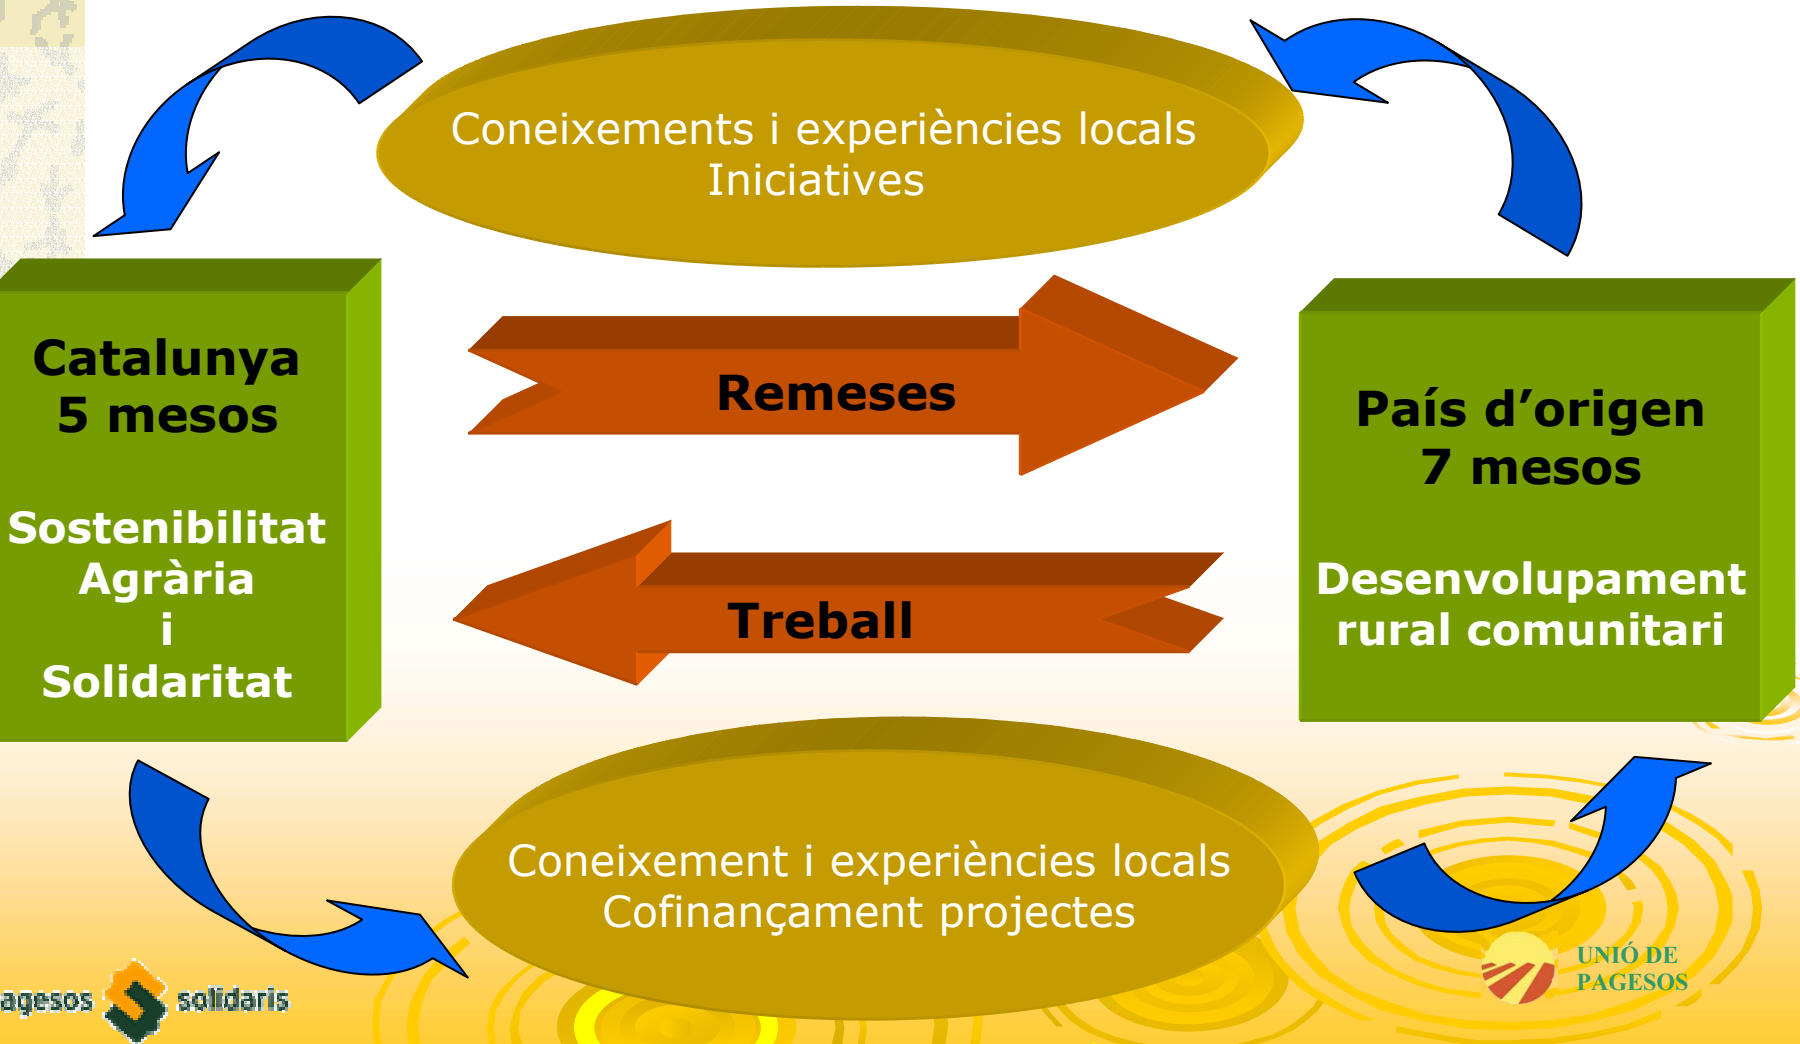 Coneixements i experiències locals
Iniciatives
Catalunya
5 mesos
Sostenibilitat
Agrària
i
Solidaritat
Remeses
Treball
País d’origen
7 mesos
Desenvolupament
rural comunitari
Coneixement i experiències locals
Cofinançament projectes
agesos solidaris
UNIÓ DE
PAGESOS